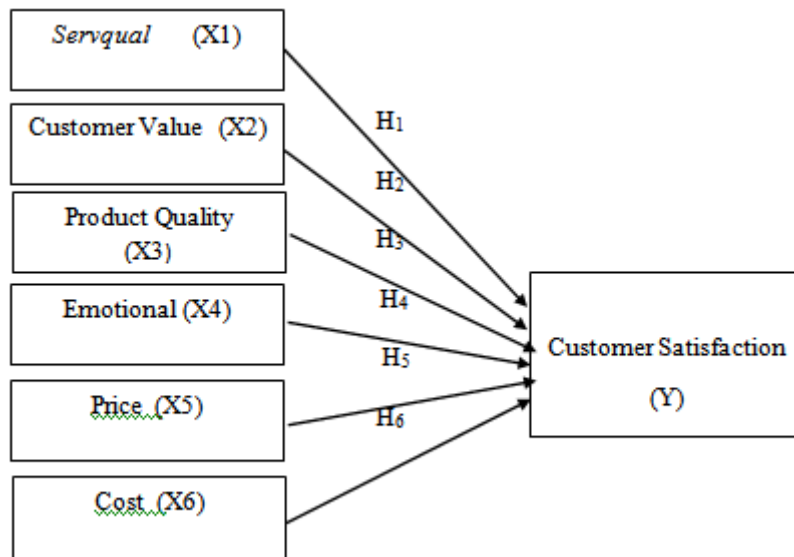 Servqual (X1)
Customer Value (X2)
Product Quality
(X3)
Emotional (X4)
Price (X5)
Cost (X6)
H1
H2
H3
H4
H5
H6
Customer Satisfaction
(Y)